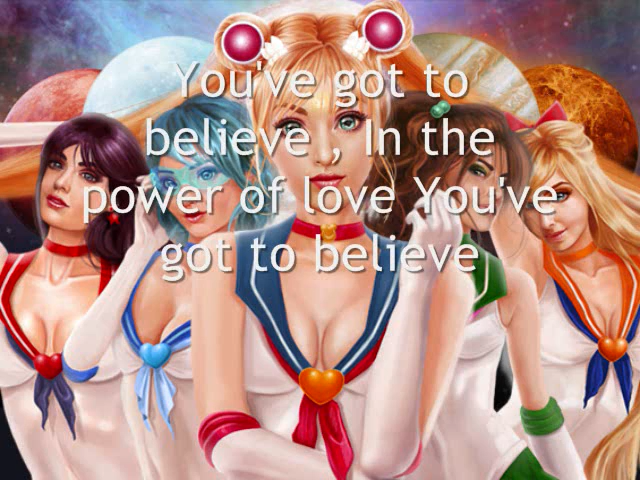 You've got to
believe , In the
power of love You've
got to believe